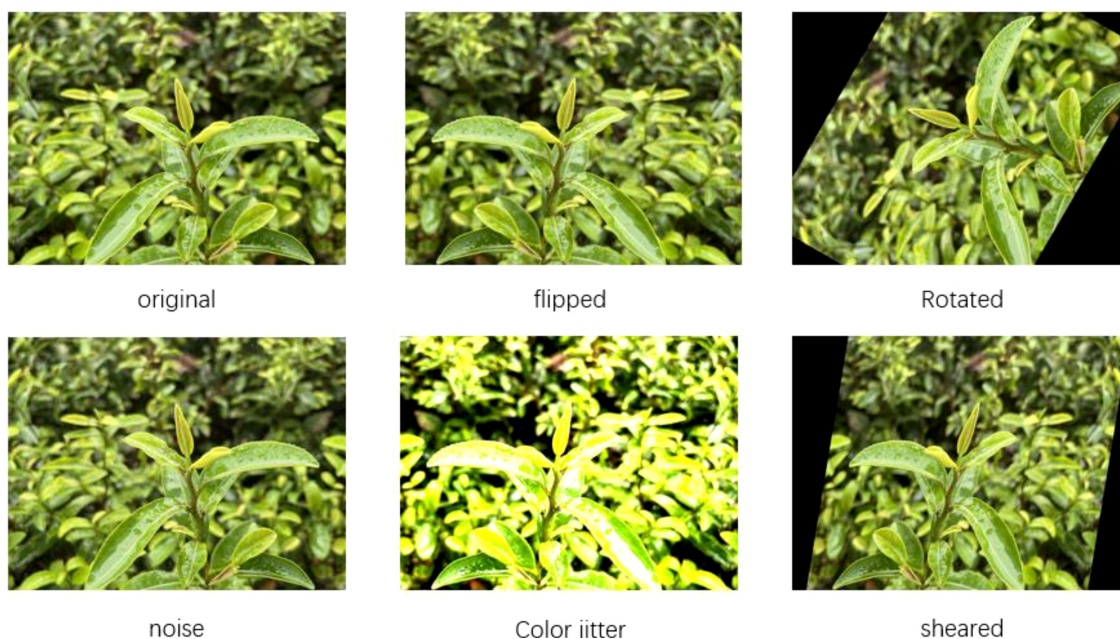 original
flipped
Rotated
noise
Color jitter
sheared